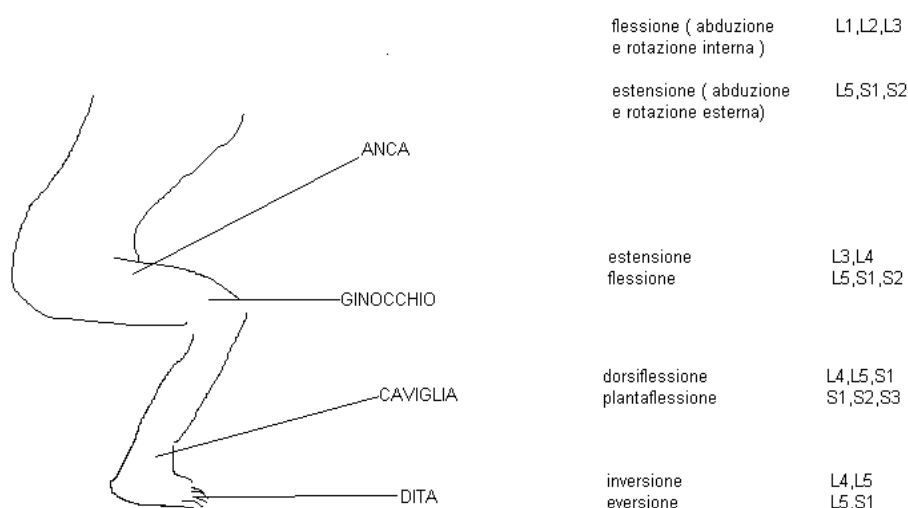 flessione ( abduzione L1,L2,L3
e rotazione interna )
estensione ( abduzione L5,S1,S2
e rotazione esterna)
ANCA
estensione L3,L4
flessione L5,S1,S2
GINOCCHIO
dorsiflessione L4,L5,S1
plantaflessione S1,S2,S3
CAVIGLIA
inversione L4,L5
eversione L5,S1
DITA